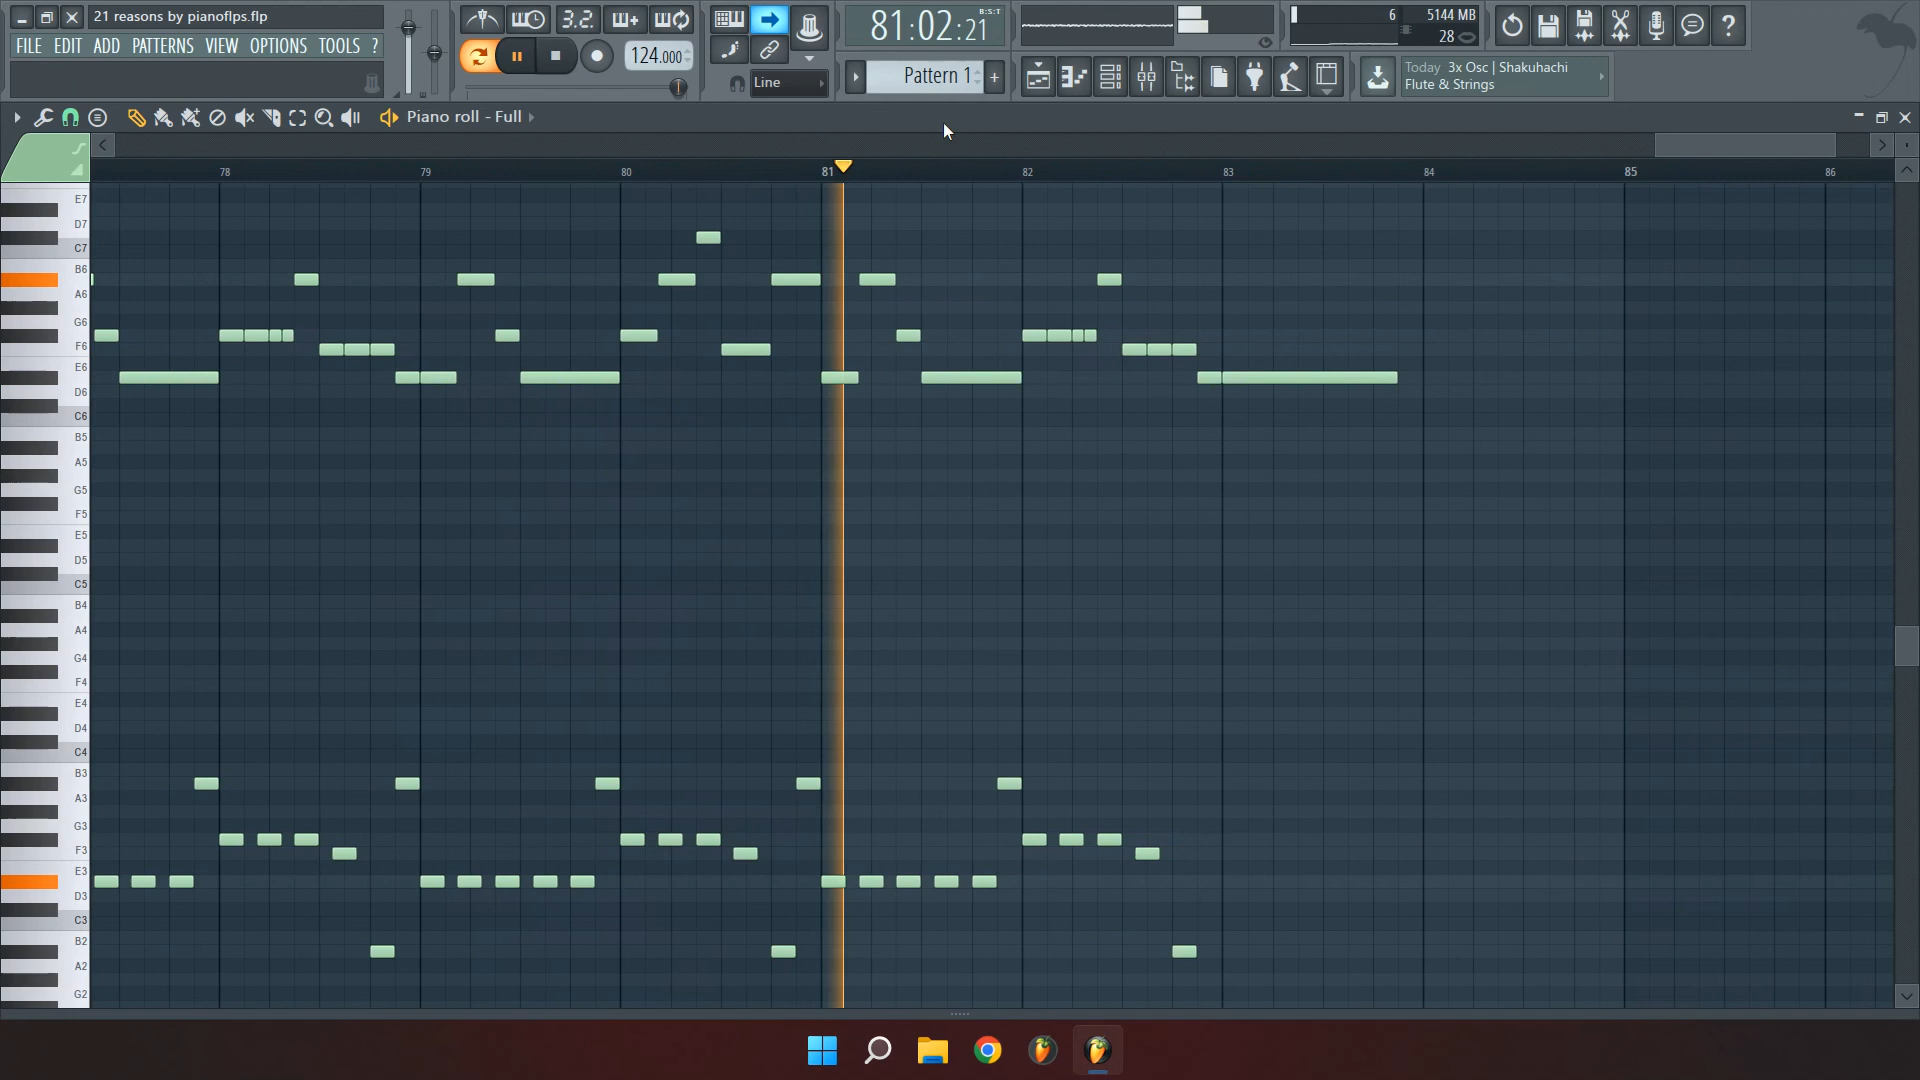 21 reasons by pianoflps.flp
FILE EDIT ADD PATTERNS VIEW OPTIONS TOOLS ?
3.2.
124.000
Line
B:S:T
81:02:21
Pattern 1
+
6
5144 MB
28
?
Today 3x Osc | Shakuhachi
Flute & Strings
Piano roll - Full
78 79 80 81 82 83 84 85 86
E7
D7
C7
B6
A6
G6
F6
E6
D6
C6
B5
A5
G5
F5
E5
D5
C5
B4
A4
G4
F4
E4
D4
C4
B3
A3
G3
F3
E3
D3
C3
B2
A2
G2